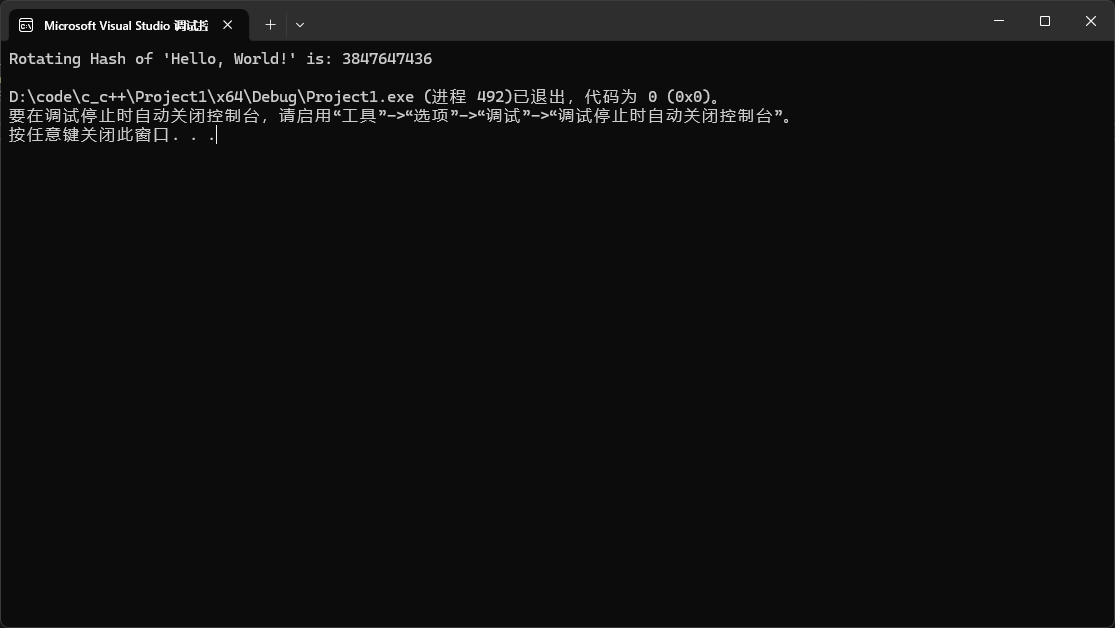 Microsoft Visual Studio 调试控
Rotating Hash of 'Hello, World!' is: 3847647436
D:\code\c_c++\Project1\x64\Debug\Project1.exe (进程 492)已退出，代码为 0 (0x0)。
要在调试停止时自动关闭控制台，请启用“工具”->“选项”->“调试”->“调试停止时自动关闭控制台”。
按任意键关闭此窗口. . .